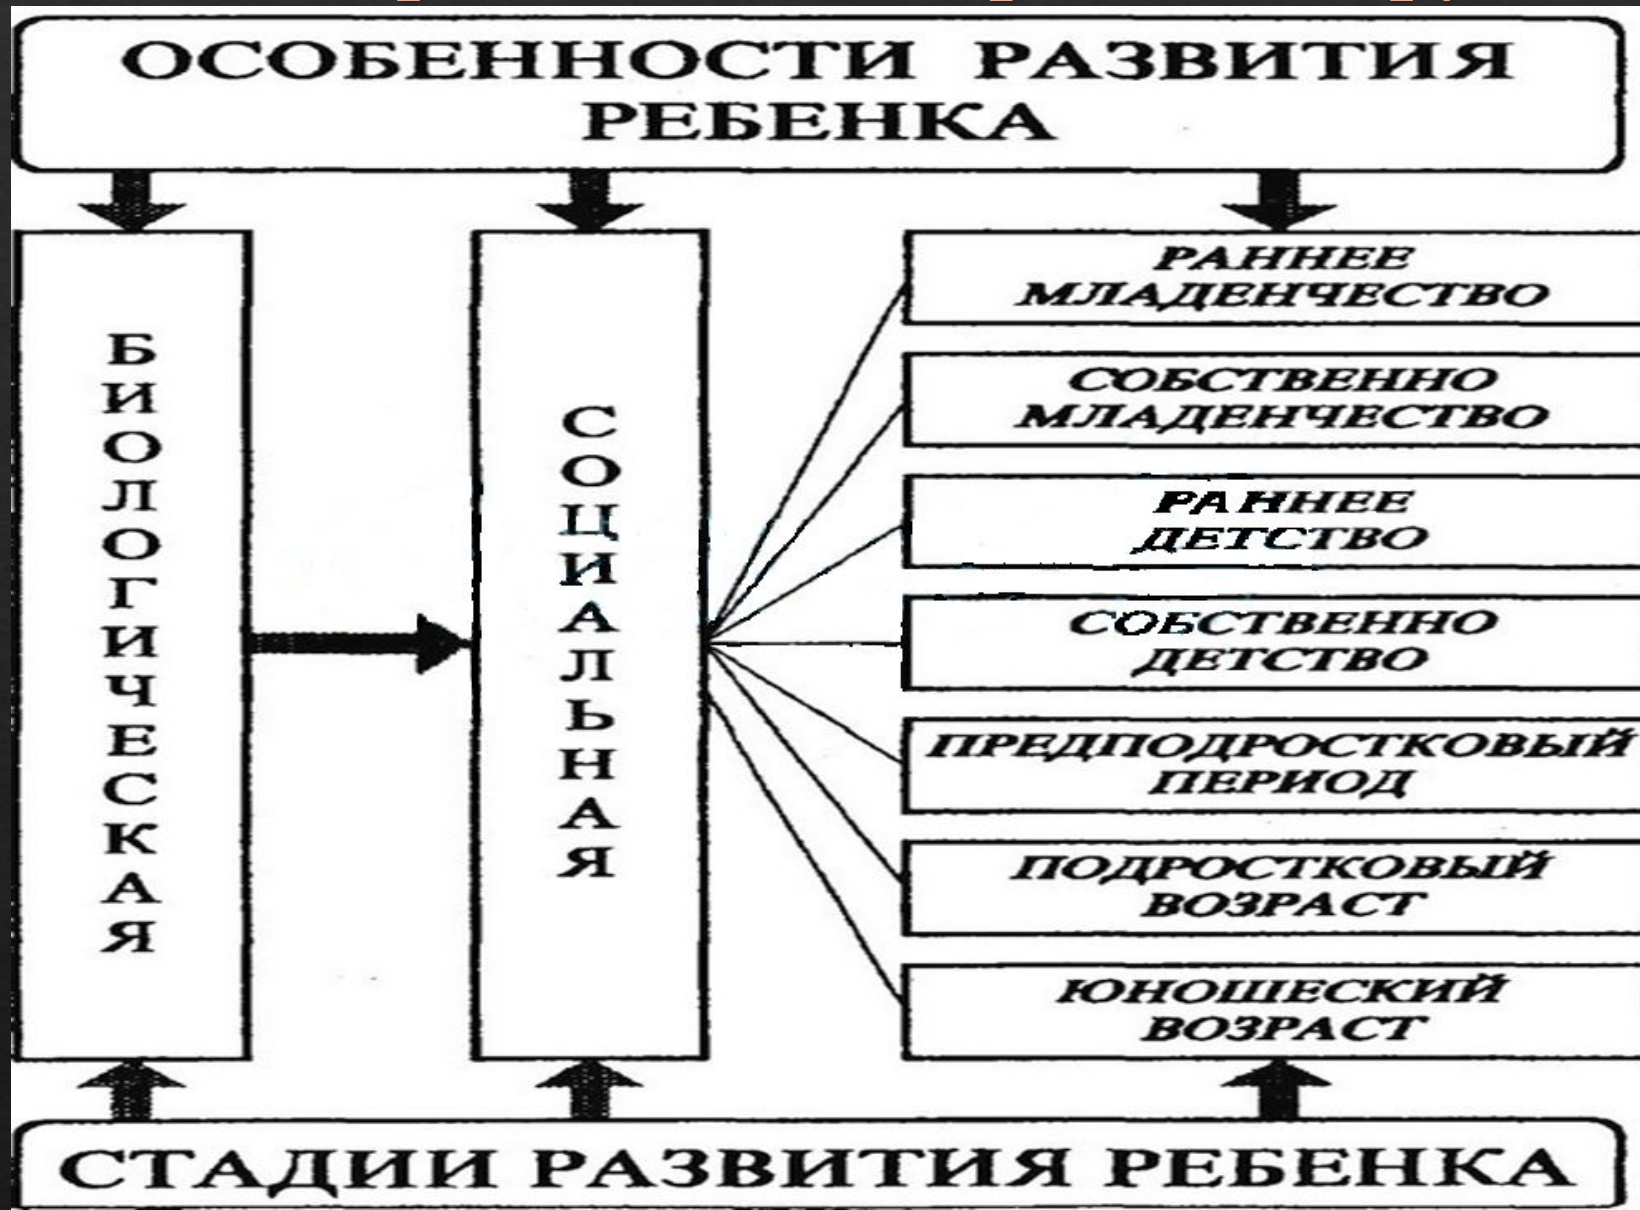 ОСОБЕННОСТИ РАЗВИТИЯ
РЕБЕНКА
БИОЛОГИЧЕСКАЯ
СОЦИАЛЬНАЯ
РАННЕЕ
МЛАДЕНЧЕСТВО
СОБСТВЕННО
МЛАДЕНЧЕСТВО
РАННЕЕ
ДЕТСТВО
СОБСТВЕННО
ДЕТСТВО
ПРЕДПОДРОСТКОВЫЙ
ПЕРИОД
ПОДРОСТКОВЫЙ
ВОЗРАСТ
ЮНОШЕСКИЙ
ВОЗРАСТ
СТАДИИ РАЗВИТИЯ РЕБЕНКА